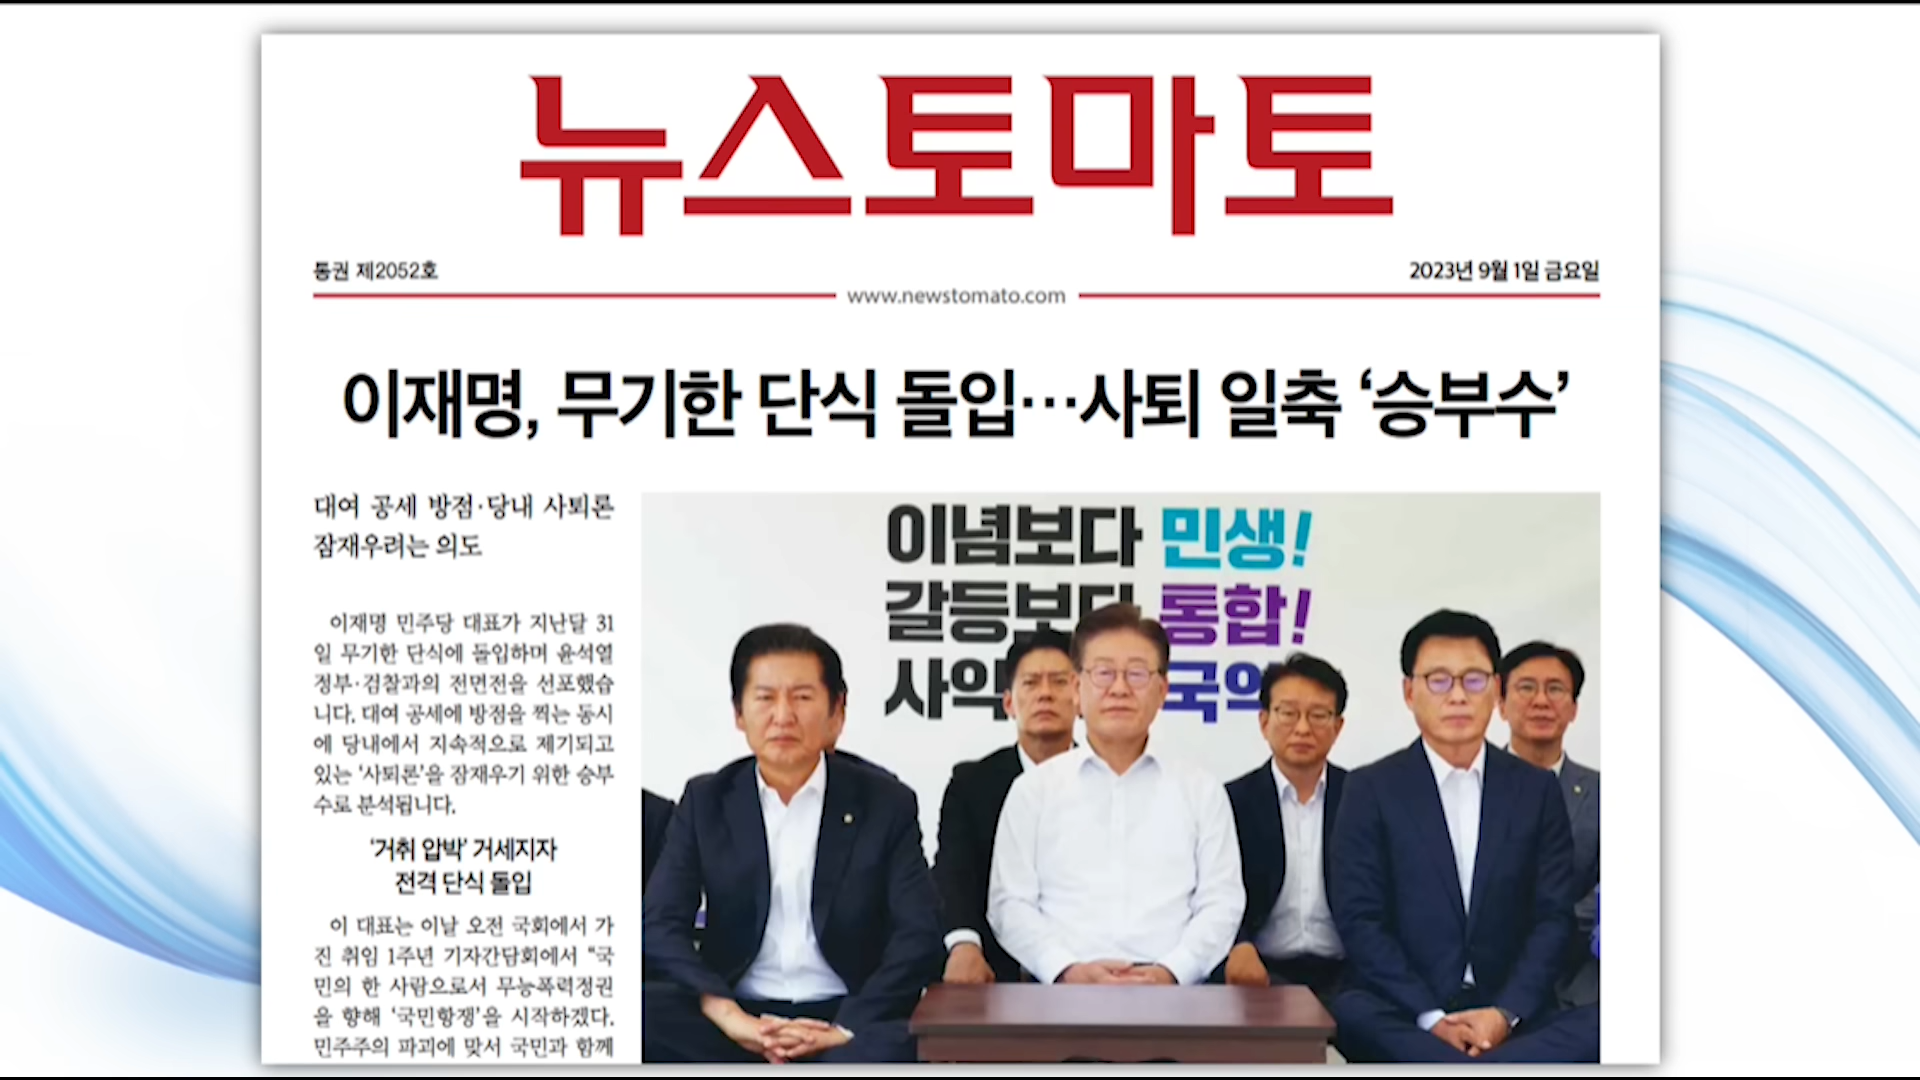 뉴스토마토
통권 제2052호
2023년 9월 1일 금요일
www.newstomato.com
이재명, 무기한 단식 돌입…사퇴 일축 ‘승부수’
대여 공세 방점·당내 사퇴론
잠재우려는 의도
이재명 민주당 대표가 지난달 31
일 무기한 단식에 돌입하며 윤석열
정부·검찰과의 전면전을 선포했습
니다. 대여 공세에 방점을 찍는 동시
에 당내에서 지속적으로 제기되고
있는 ‘사퇴론’을 잠재우기 위한 승부
수로 분석됩니다.
‘거취 압박’ 거세지자
전격 단식 돌입
이 대표는 이날 오전 국회에서 가
진 취임 1주년 기자간담회에서 “국
민의 한 사람으로서 무능폭력정권
을 향해 ‘국민항쟁’을 시작하겠다.
민주주의 파괴에 맞서 국민과 함께
이념보다 민생!
갈등보다 통합!
사익